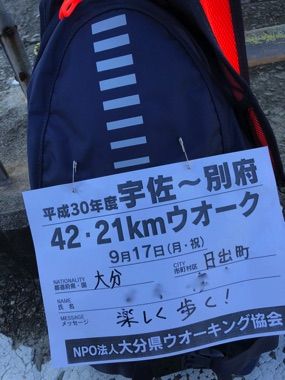 平成30年度 宇佐～別府
42・21kmウオーク
9月17日(月・祝)
NATIONALITY
都道府県・国 大分
CITY
市町村区 日出町
NAME
氏名
MESSAGE
メッセージ 楽しく歩く!
NPO法人大分県ウオーキング協会